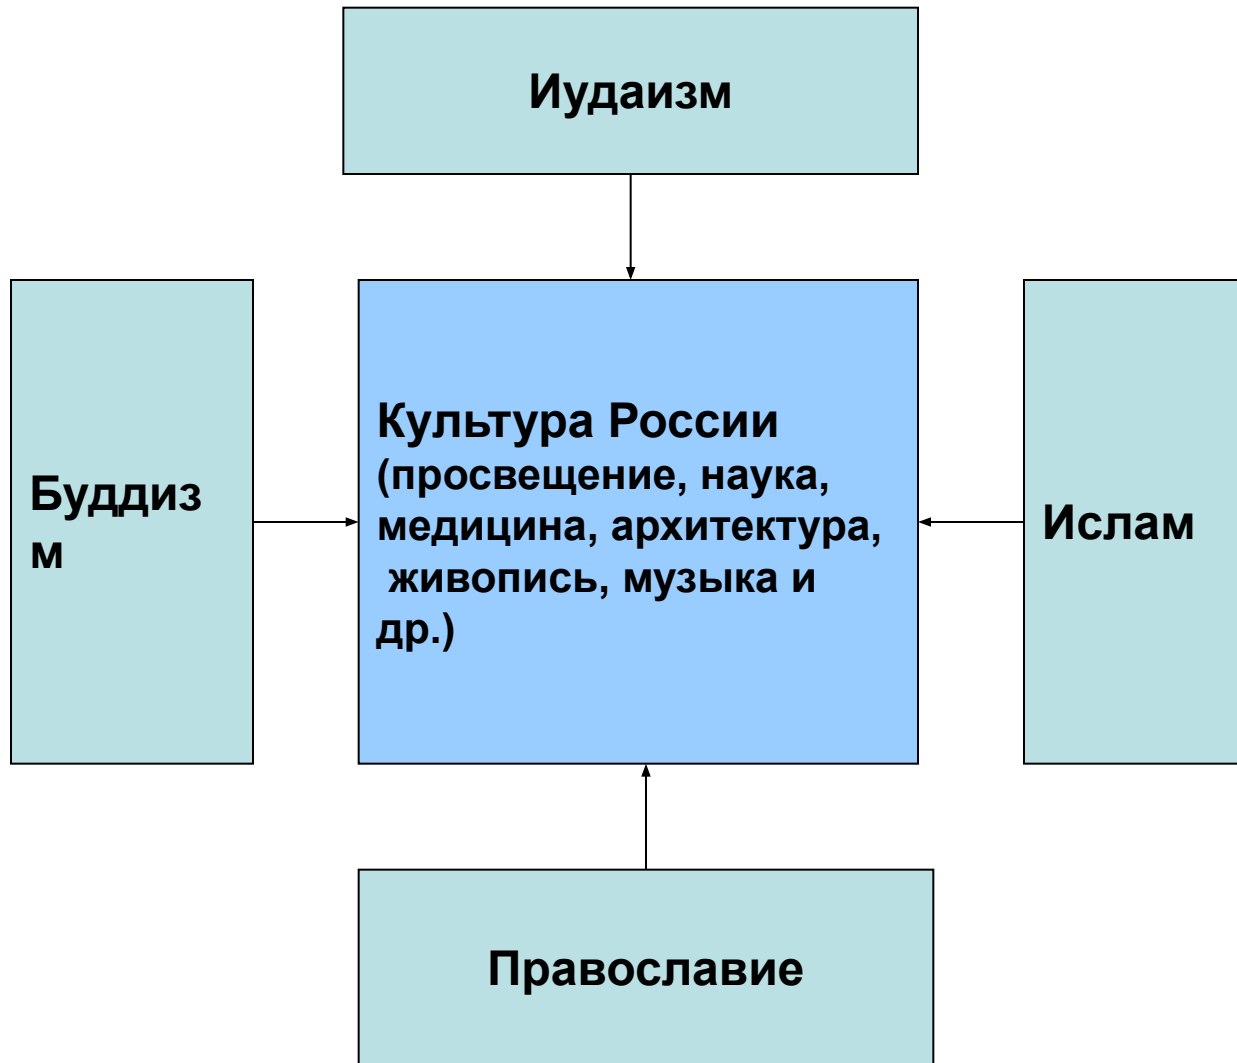 Иудаизм
Культура России
(просвещение, наука,
медицина, архитектура,
живопись, музыка и
др.)
Буддиз
м
Ислам
Православие